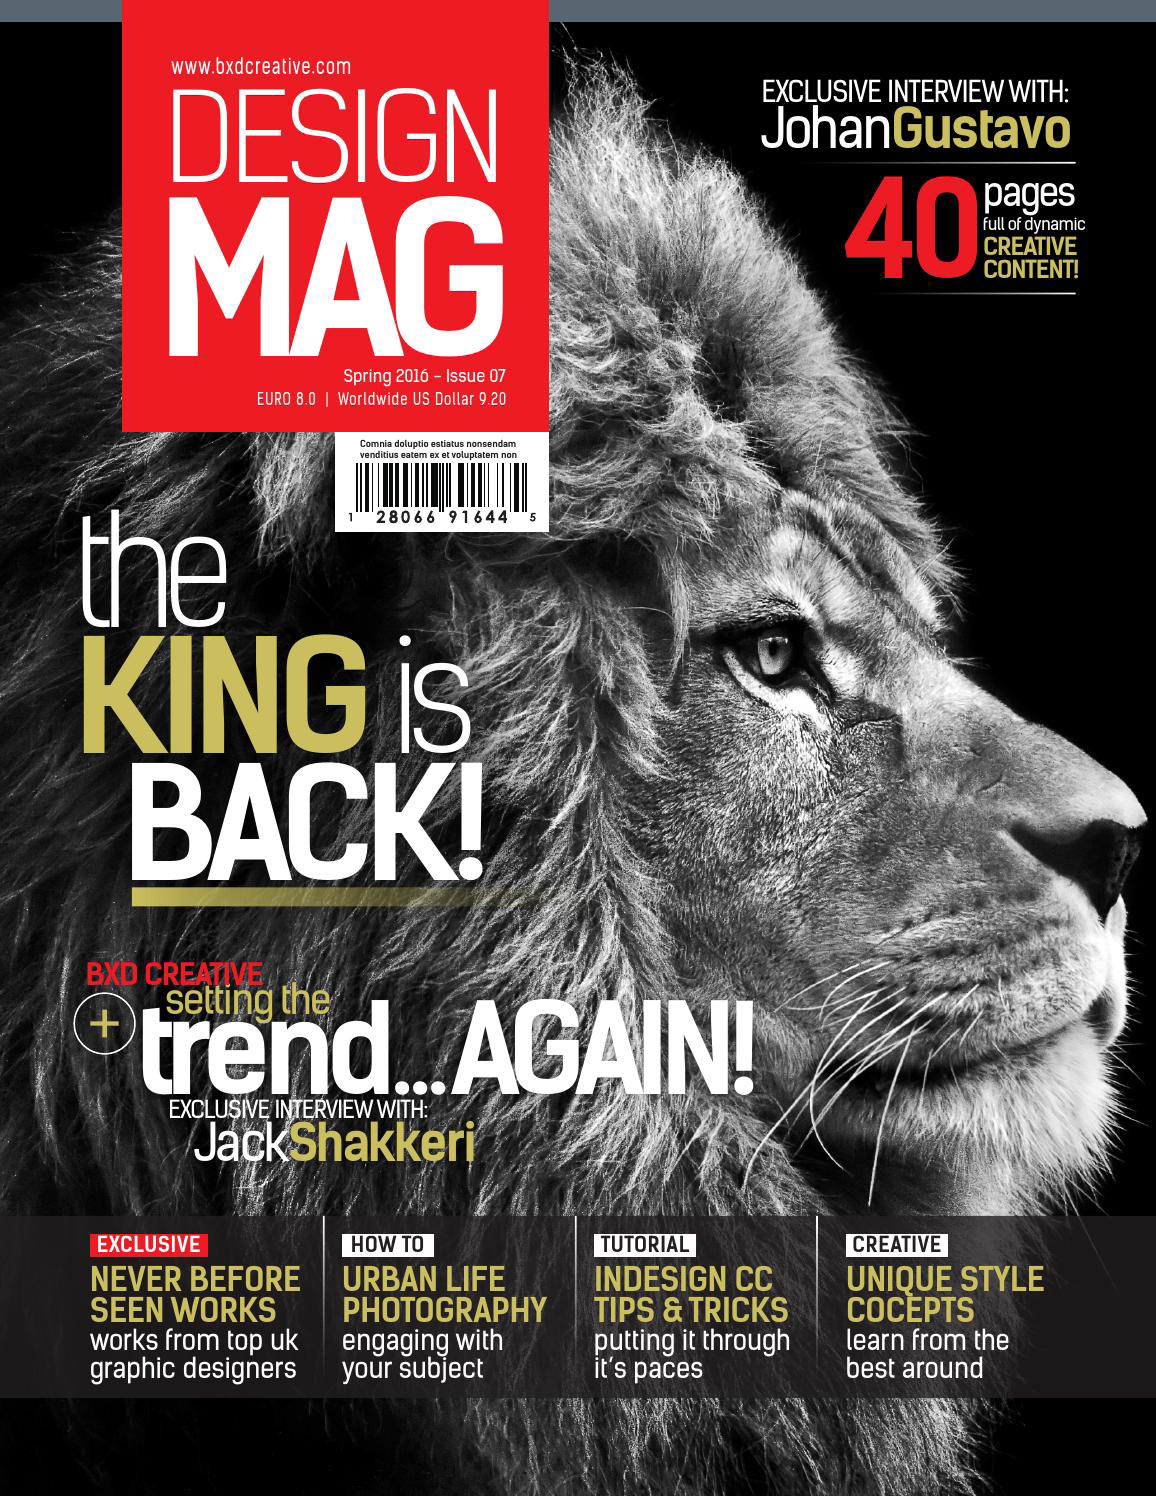 www.bxdcreative.com
DESIGN
MAG
Spring 2016 - Issue 07
EURO 8.0 | Worldwide US Dollar 9.20
Comnia doluptio estiatus nonsendam
venditius eatem ex et voluptatem non
1 28066 91644 5
EXCLUSIVE INTERVIEW WITH:
JohanGustavo
40 pages
full of dynamic
CREATIVE
CONTENT!
the
KING is
BACK!
BXD CREATIVE
setting the
+ trend... AGAIN!
EXCLUSIVE INTERVIEW WITH:
JackShakkeri
EXCLUSIVE
NEVER BEFORE
SEEN WORKS
works from top uk
graphic designers
HOW TO
URBAN LIFE
PHOTOGRAPHY
engaging with
your subject
TUTORIAL
INDESIGN CC
TIPS & TRICKS
putting it through
it's paces
CREATIVE
UNIQUE STYLE
COCEPTS
learn from the
best around